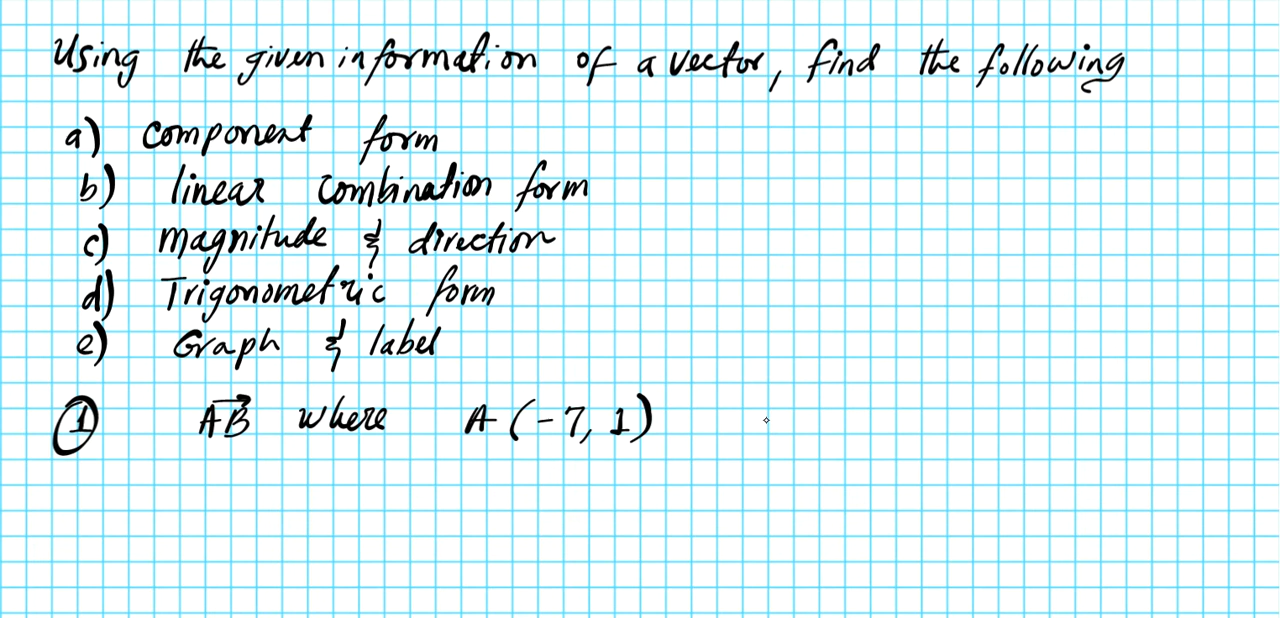 Using the given information of a vector, find the following
a) component form
b) linear combination form
c) magnitude & direction
d) Trigonometric form
e) Graph & label
① $\overrightarrow{AB}$ where A(-7, 1)